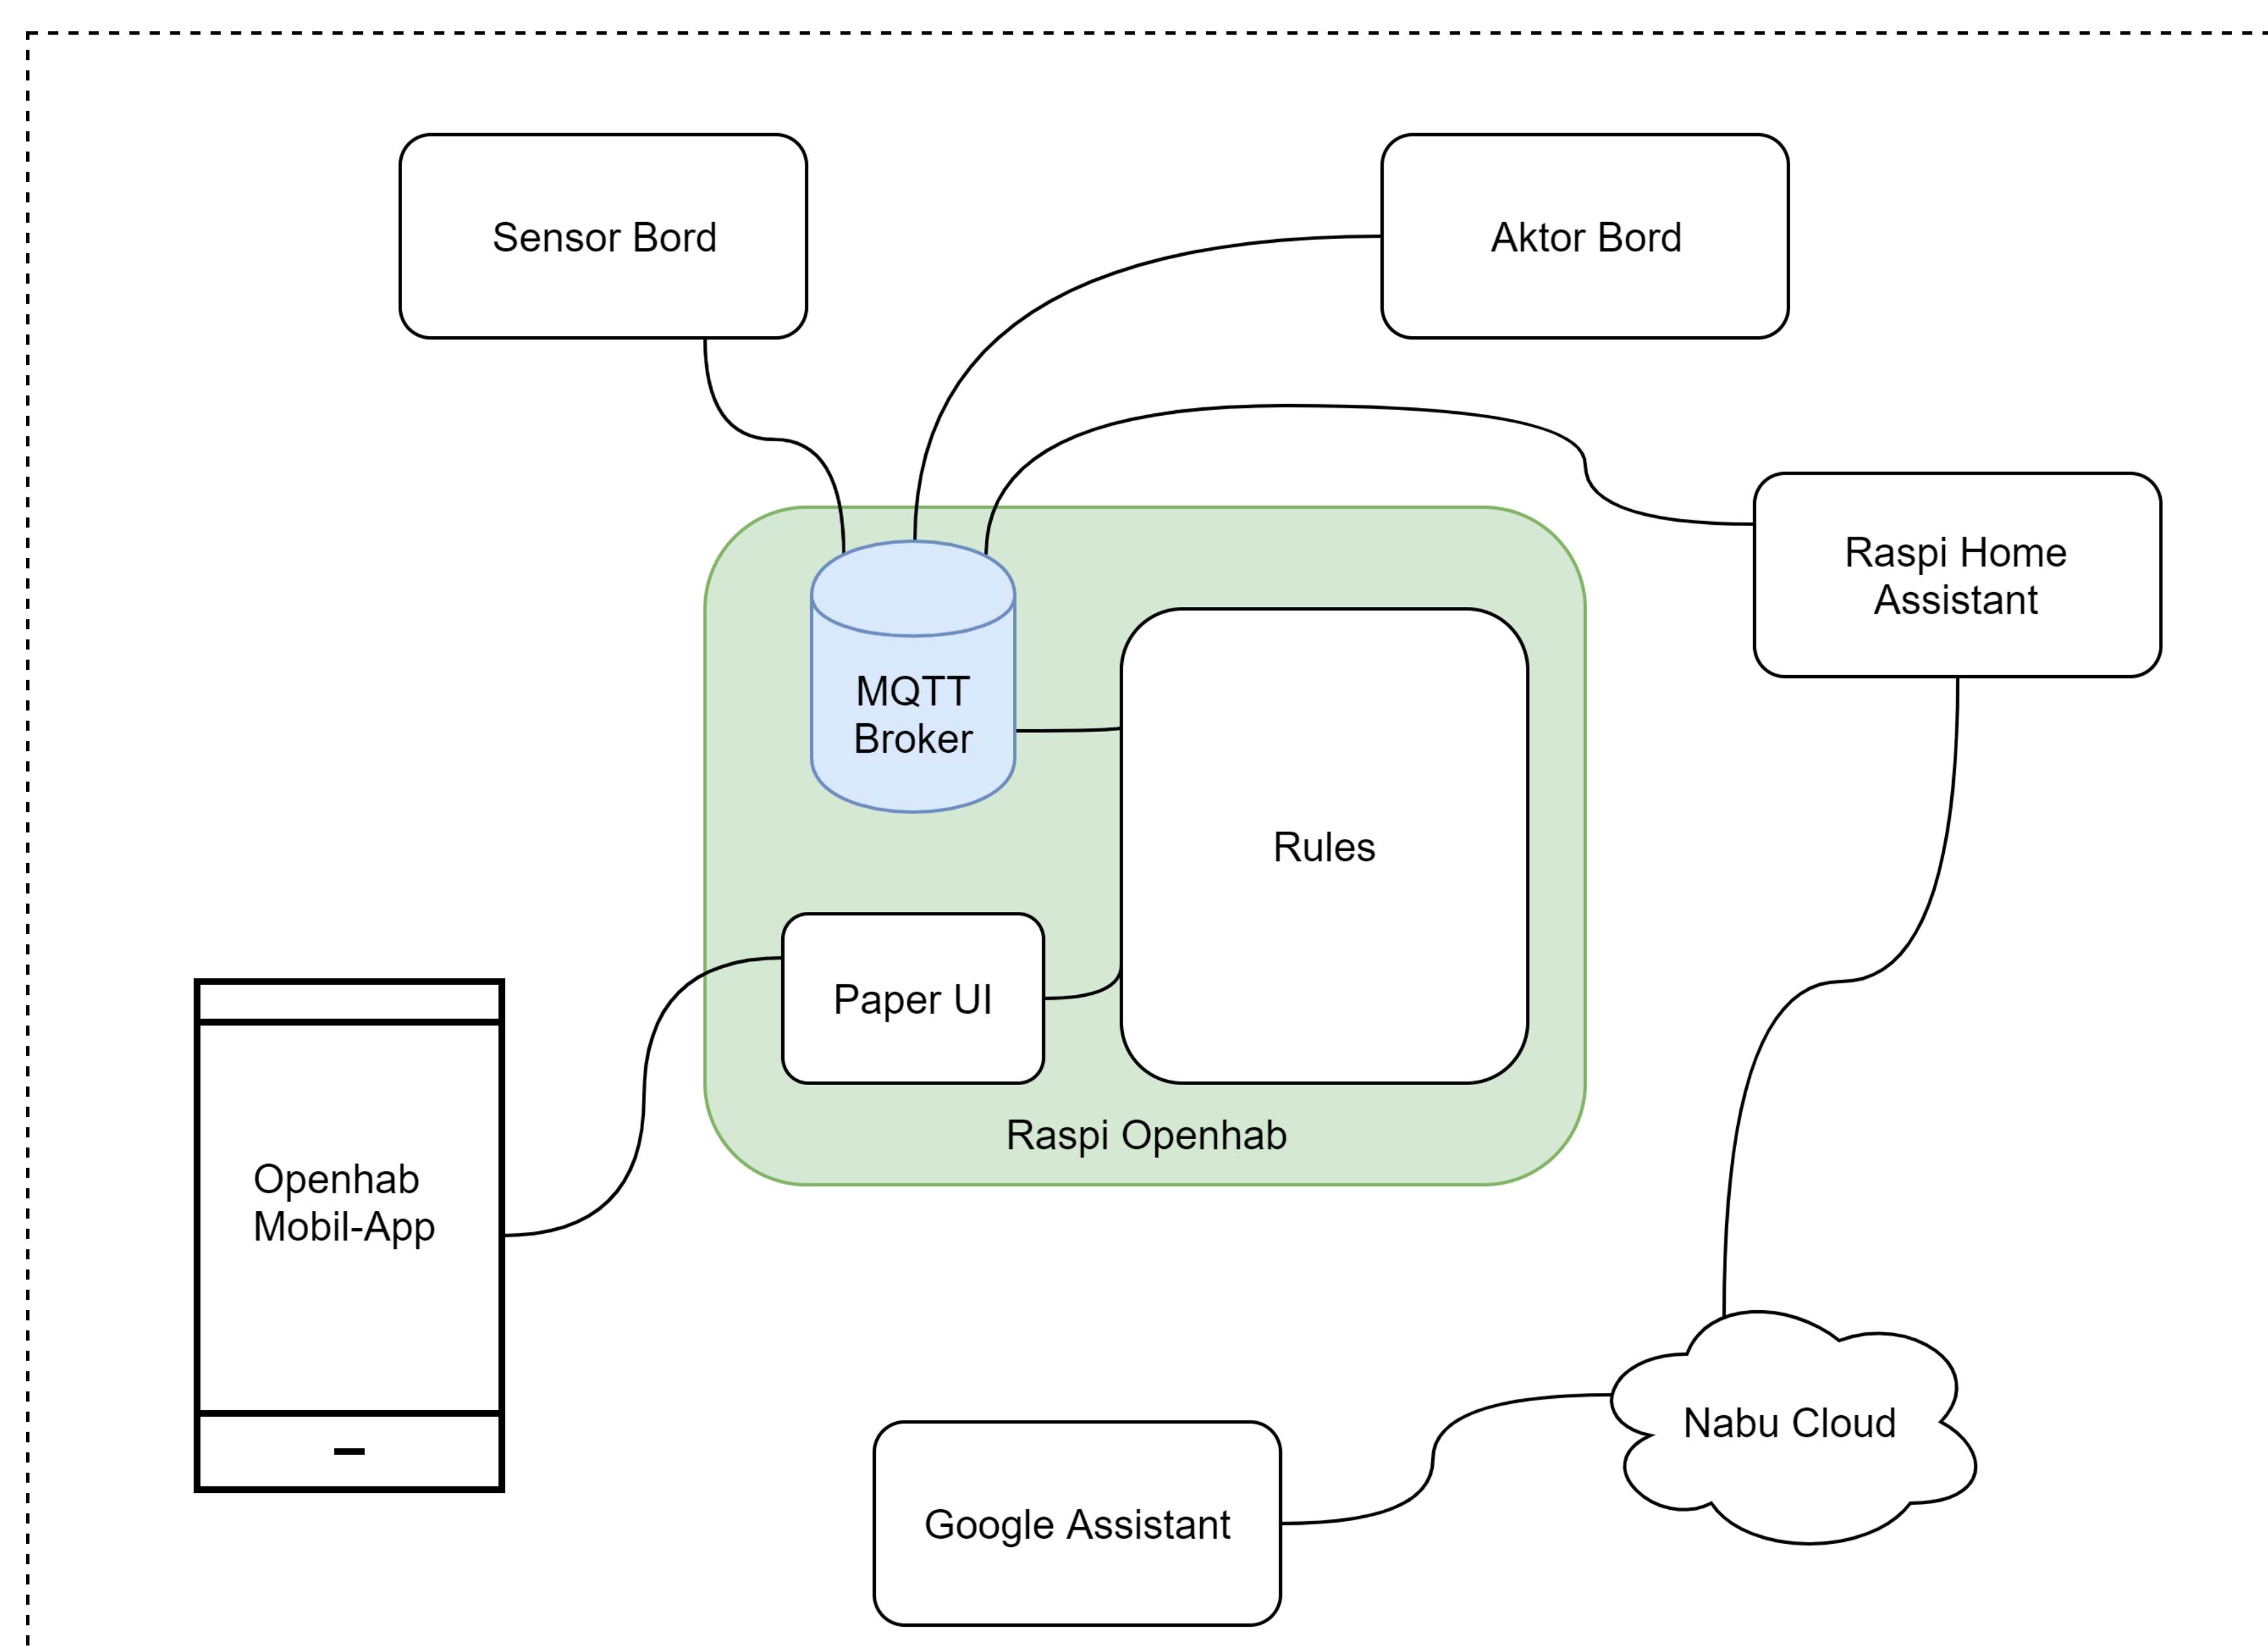 Sensor Bord
Aktor Bord
Raspi Home
Assistant
MQTT
Broker
Rules
Paper UI
Raspi Openhab
Openhab
Mobil-App
Nabu Cloud
Google Assistant